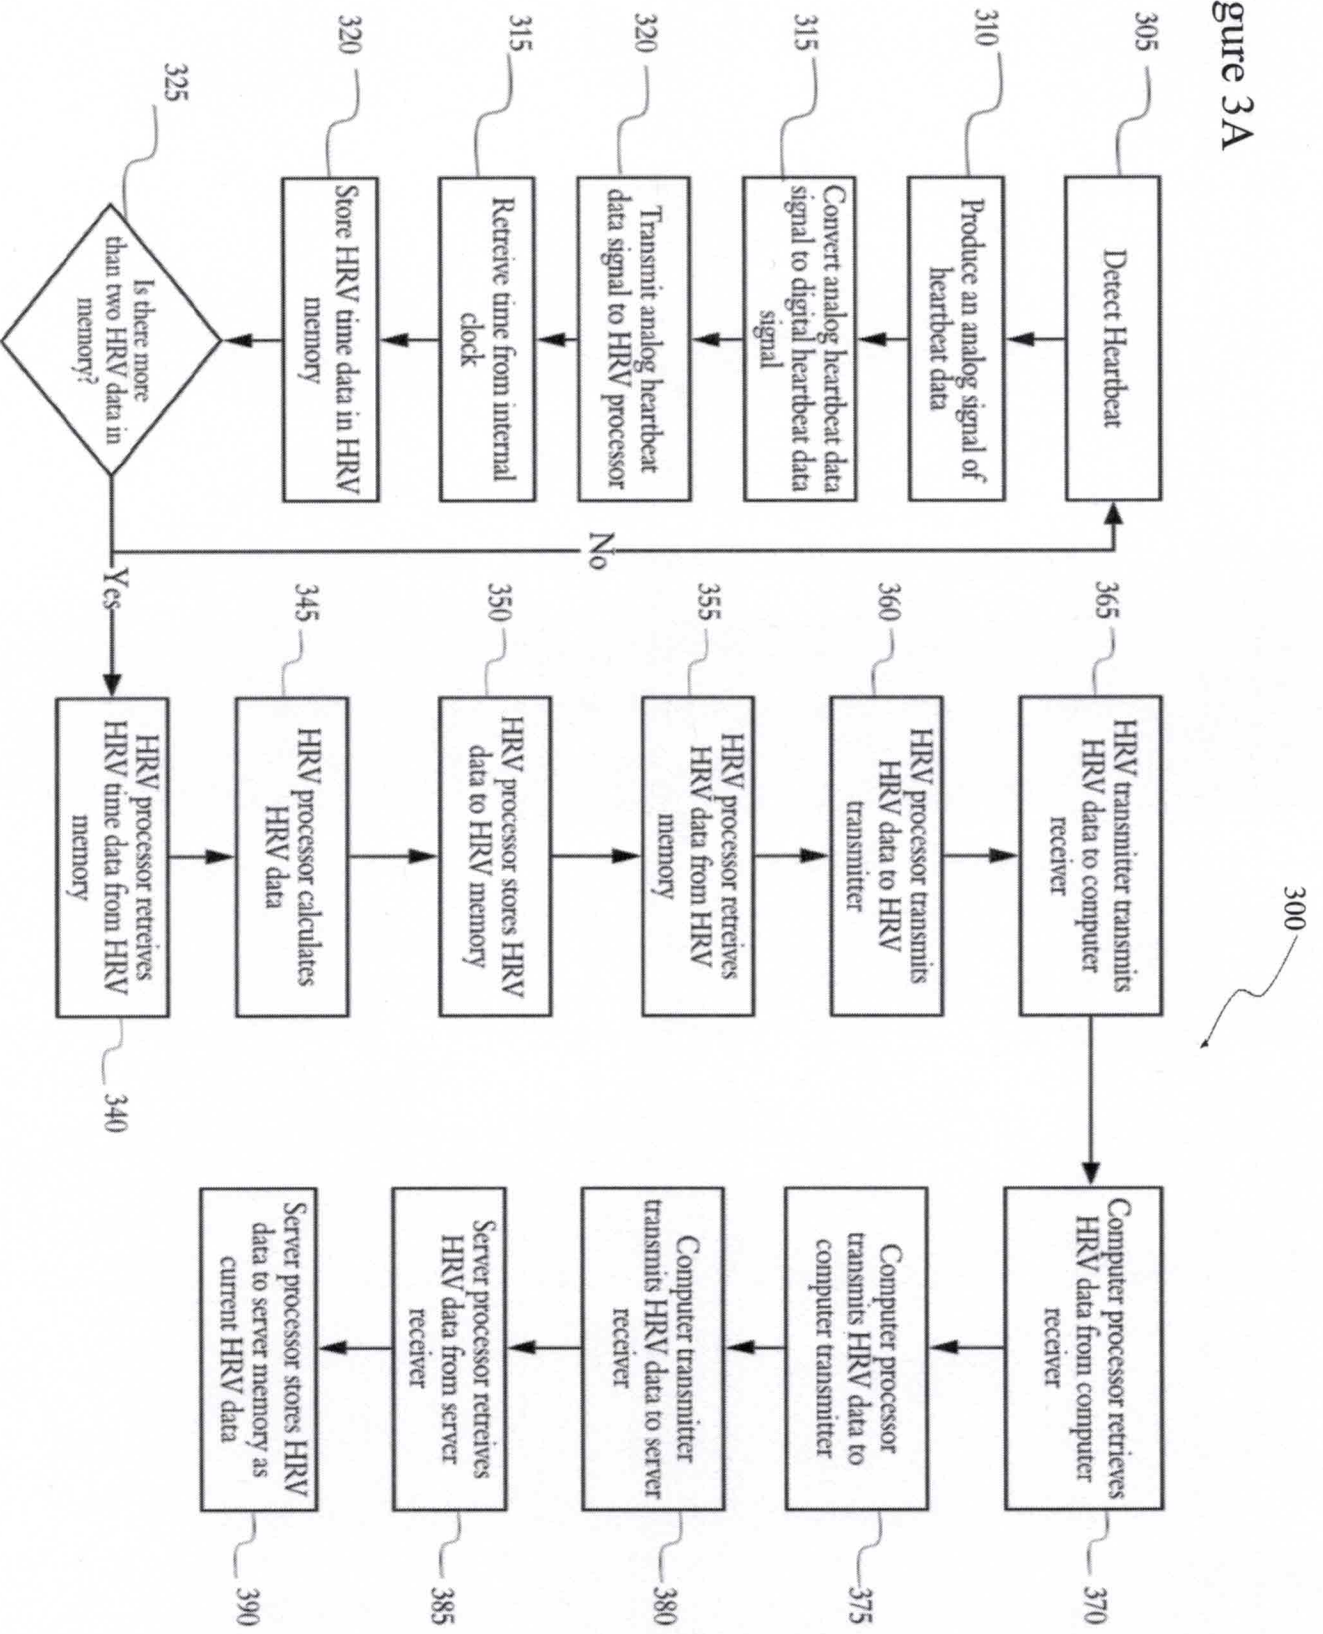 gure 3A
300
305
Detect Heartbeat
310
Produce an analog signal of
heartbeat data
315
Convert analog heartbeat data
signal to digital heartbeat data
signal
320
Transmit analog heartbeat
data signal to HRV processor
315
Retreive time from internal
clock
320
Store HRV time data in HRV
memory
325
Is there more
than two HRV data in
memory?
No
Yes
HRV processor retreives
HRV time data from HRV
memory
340
345
HRV processor calculates
HRV data
350
HRV processor stores HRV
data to HRV memory
355
HRV processor retreives
HRV data from HRV
memory
360
HRV processor transmits
HRV data to HRV
transmitter
365
HRV transmitter transmits
HRV data to computer
receiver
Computer processor retrieves
HRV data from computer
receiver
370
Computer processor
transmits HRV data to
computer transmitter
375
Computer transmitter
transmits HRV data to server
receiver
380
Server processor retreives
HRV data from server
receiver
385
Server processor stores HRV
data to server memory as
current HRV data
390